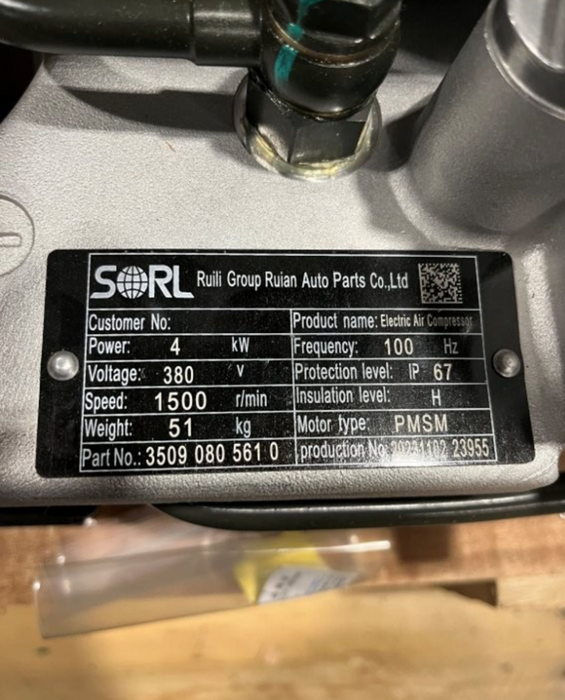 SORL Ruili Group Ruian Auto Parts Co.,Ltd
Customer No:
Product name: Electric Air Compressor
Power: 4 kW
Frequency: 100 Hz
Voltage: 380 V
Protection level: IP 67
Speed: 1500 r/min
Insulation level: H
Weight: 51 kg
Motor type: PMSM
Part No.: 3509 080 561 0
production No: 20231102 23955